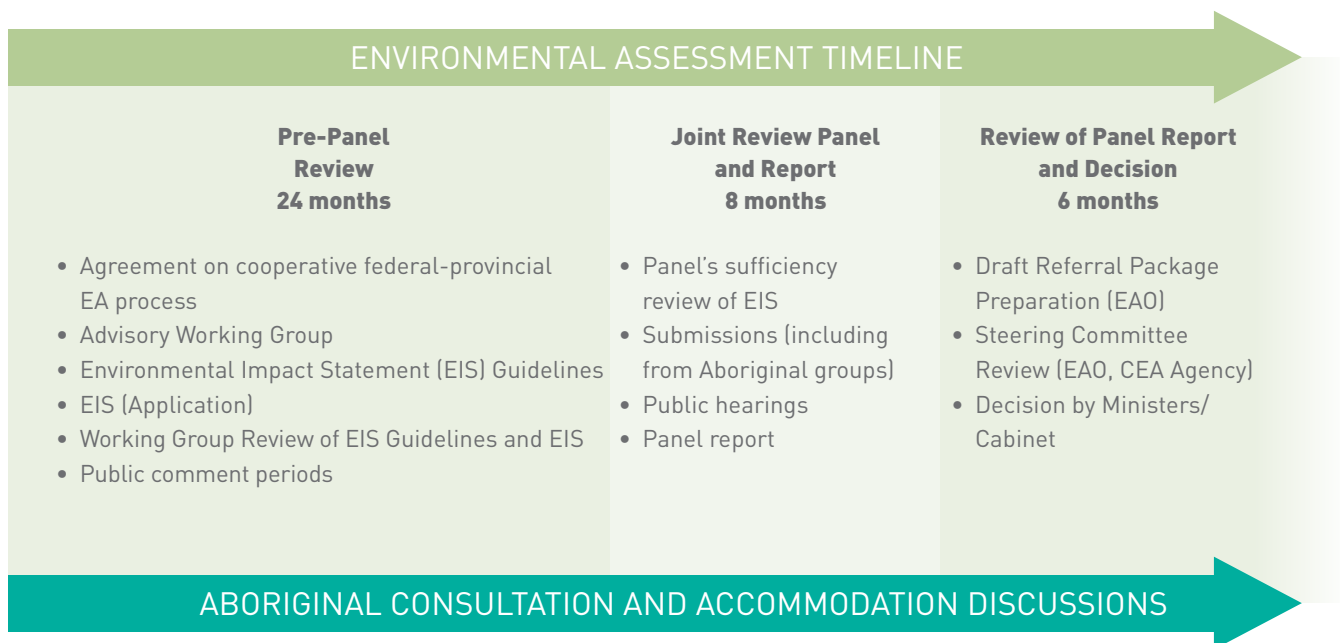 ENVIRONMENTAL ASSESSMENT TIMELINE
Pre-Panel
Review
24 months
• Agreement on cooperative federal-provincial
EA process
• Advisory Working Group
• Environmental Impact Statement (EIS) Guidelines
• EIS (Application)
• Working Group Review of EIS Guidelines and EIS
• Public comment periods
Joint Review Panel
and Report
8 months
• Panel's sufficiency
review of EIS
• Submissions (including
from Aboriginal groups)
• Public hearings
• Panel report
Review of Panel Report
and Decision
6 months
• Draft Referral Package
Preparation (EAO)
• Steering Committee
Review (EAO, CEA Agency)
• Decision by Ministers/
Cabinet
ABORIGINAL CONSULTATION AND ACCOMMODATION DISCUSSIONS